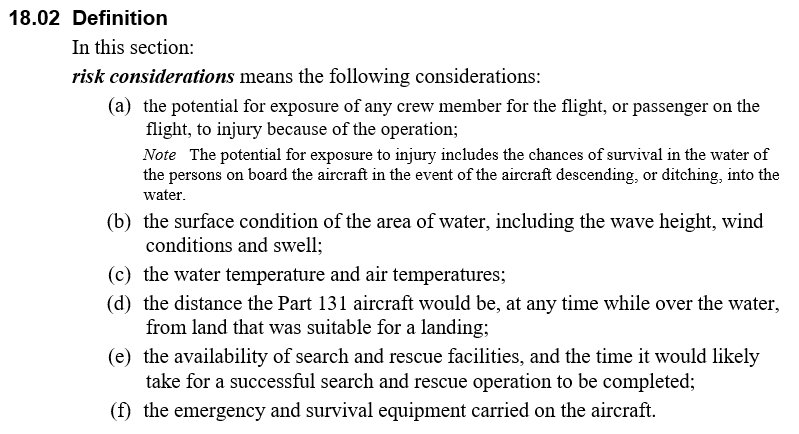 18.02 Definition
In this section:
risk considerations means the following considerations:
(a) the potential for exposure of any crew member for the flight, or passenger on the
flight, to injury because of the operation;
Note The potential for exposure to injury includes the chances of survival in the water of
the persons on board the aircraft in the event of the aircraft descending, or ditching, into the
water.
(b) the surface condition of the area of water, including the wave height, wind
conditions and swell;
(c) the water temperature and air temperatures;
(d) the distance the Part 131 aircraft would be, at any time while over the water,
from land that was suitable for a landing;
(e) the availability of search and rescue facilities, and the time it would likely
take for a successful search and rescue operation to be completed;
(f) the emergency and survival equipment carried on the aircraft.